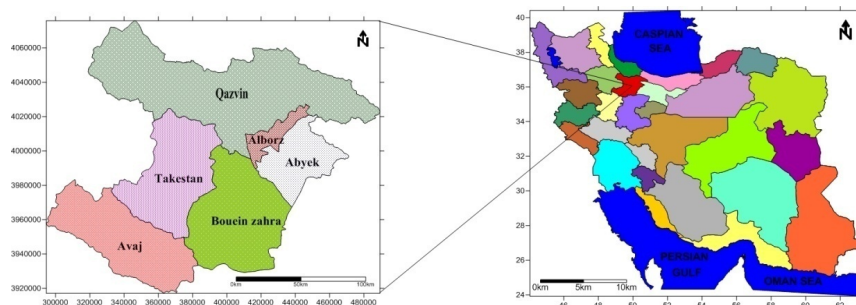 4060000
4040000
4020000
4000000
3980000
3960000
3940000
3920000
300000 320000 340000 360000 380000 400000 420000 440000 460000 480000
N
Qazvin
Alborz
Abyek
Takestan
Bouein zahra
Avaj
0km 50km 100km
40
38
36
34
32
30
28
26
24
N
CASPIAN
SEA
PERSIAN
GULF
OMAN SEA
0km 5km 10km